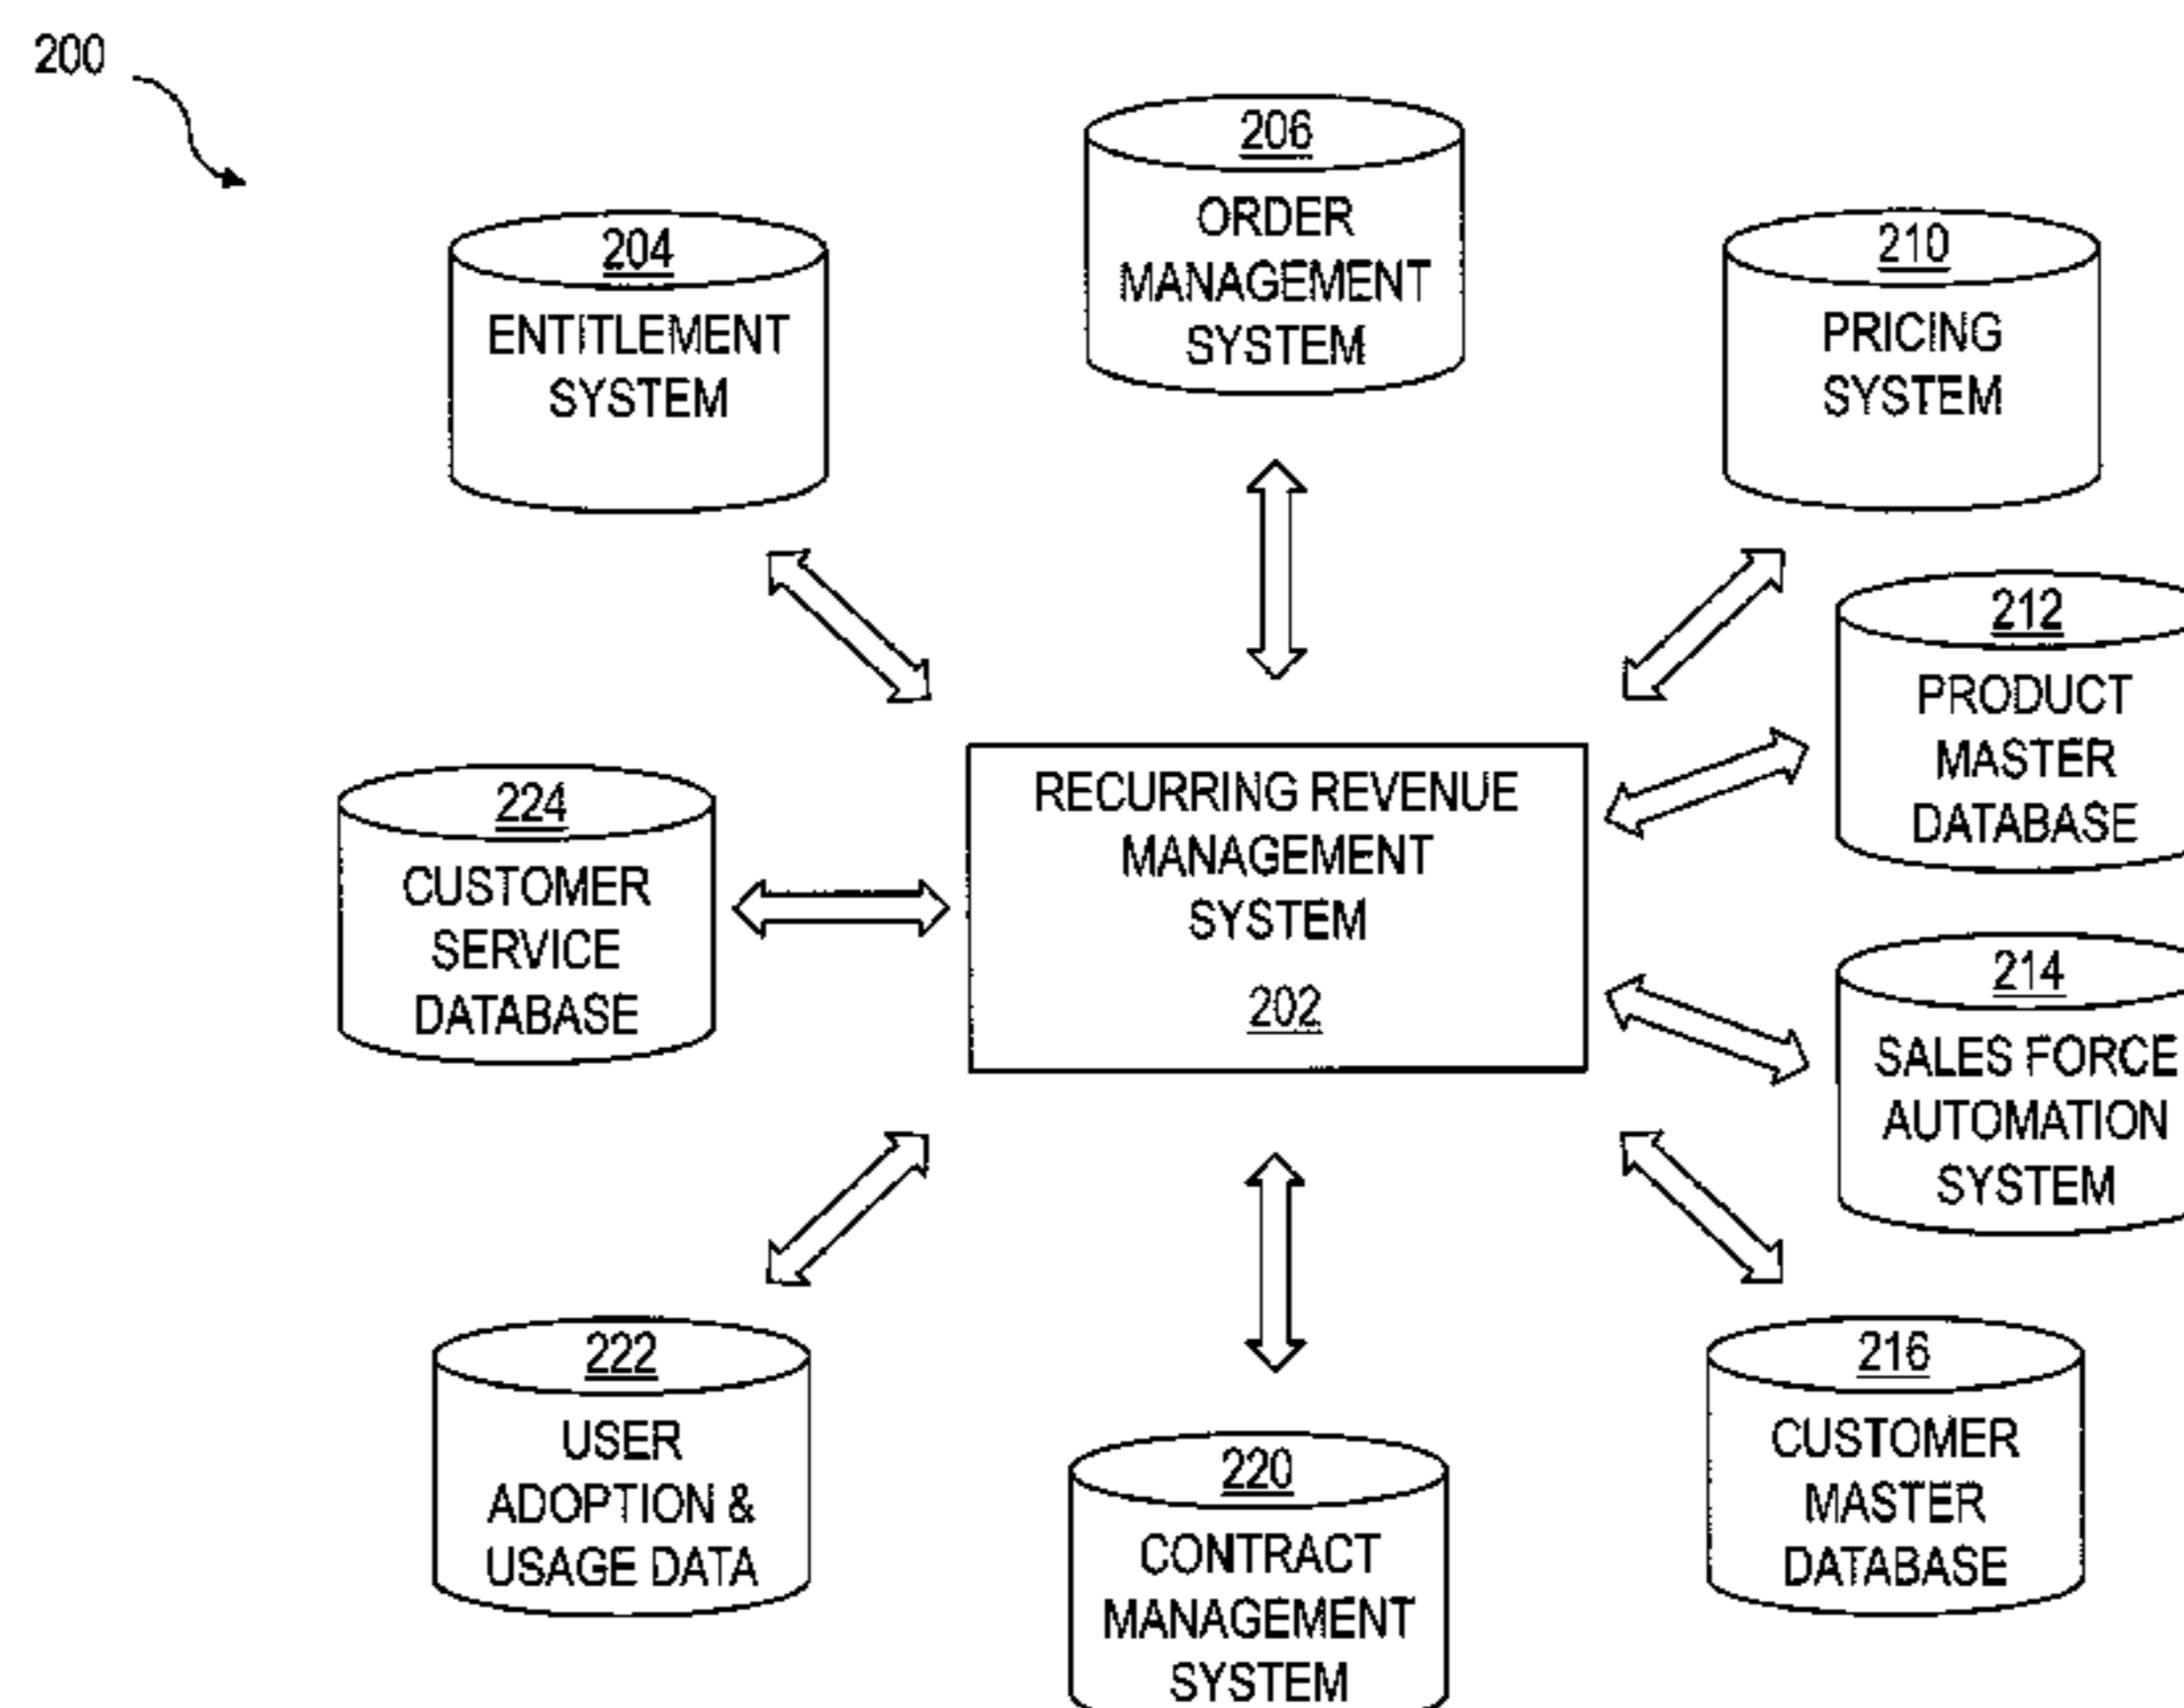 200
206
ORDER
MANAGEMENT
SYSTEM
204
ENTITLEMENT
SYSTEM
210
PRICING
SYSTEM
212
PRODUCT
MASTER
DATABASE
224
CUSTOMER
SERVICE
DATABASE
RECURRING REVENUE
MANAGEMENT
SYSTEM
202
214
SALES FORCE
AUTOMATION
SYSTEM
222
USER
ADOPTION &
USAGE DATA
220
CONTRACT
MANAGEMENT
SYSTEM
216
CUSTOMER
MASTER
DATABASE